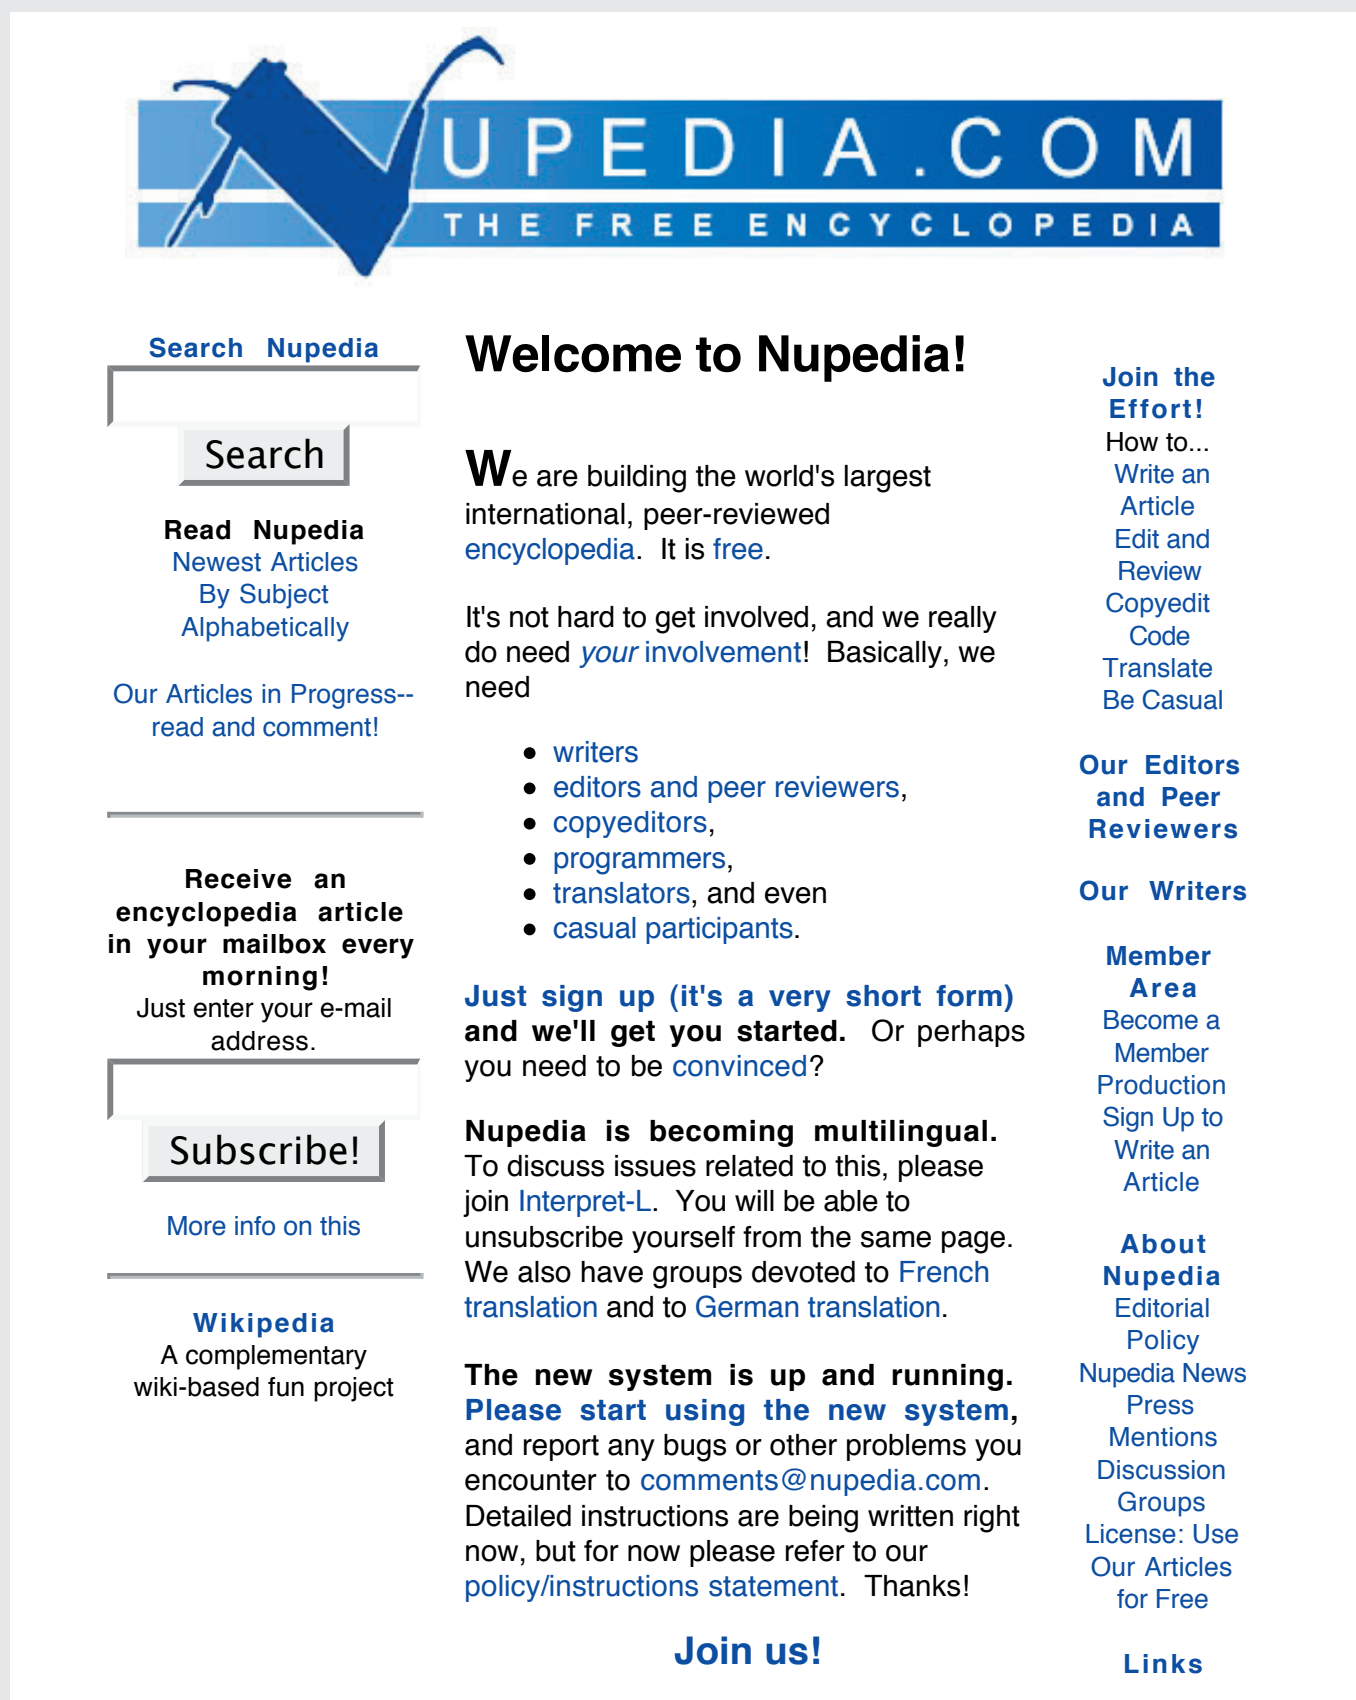 NUPEDIA.COM
THE FREE ENCYCLOPEDIA
Search Nupedia
Search
Read Nupedia
Newest Articles
By Subject
Alphabetically
Our Articles in Progress--
read and comment!
Receive an
encyclopedia article
in your mailbox every
morning!
Just enter your e-mail
address.
Subscribe!
More info on this
Wikipedia
A complementary
wiki-based fun project
Welcome to Nupedia!
We are building the world's largest
international, peer-reviewed
encyclopedia. It is free.
It's not hard to get involved, and we really
do need your involvement! Basically, we
need
• writers
• editors and peer reviewers,
• copyeditors,
• programmers,
• translators, and even
• casual participants.
Just sign up (it's a very short form)
and we'll get you started. Or perhaps
you need to be convinced?
Nupedia is becoming multilingual.
To discuss issues related to this, please
join Interpret-L. You will be able to
unsubscribe yourself from the same page.
We also have groups devoted to French
translation and to German translation.
The new system is up and running.
Please start using the new system,
and report any bugs or other problems you
encounter to comments@nupedia.com.
Detailed instructions are being written right
now, but for now please refer to our
policy/instructions statement. Thanks!
Join us!
Join the
Effort!
How to...
Write an
Article
Edit and
Review
Copyedit
Code
Translate
Be Casual
Our Editors
and Peer
Reviewers
Our Writers
Member
Area
Become a
Member
Production
Sign Up to
Write an
Article
About
Nupedia
Editorial
Policy
Nupedia News
Press
Mentions
Discussion
Groups
License: Use
Our Articles
for Free
Links